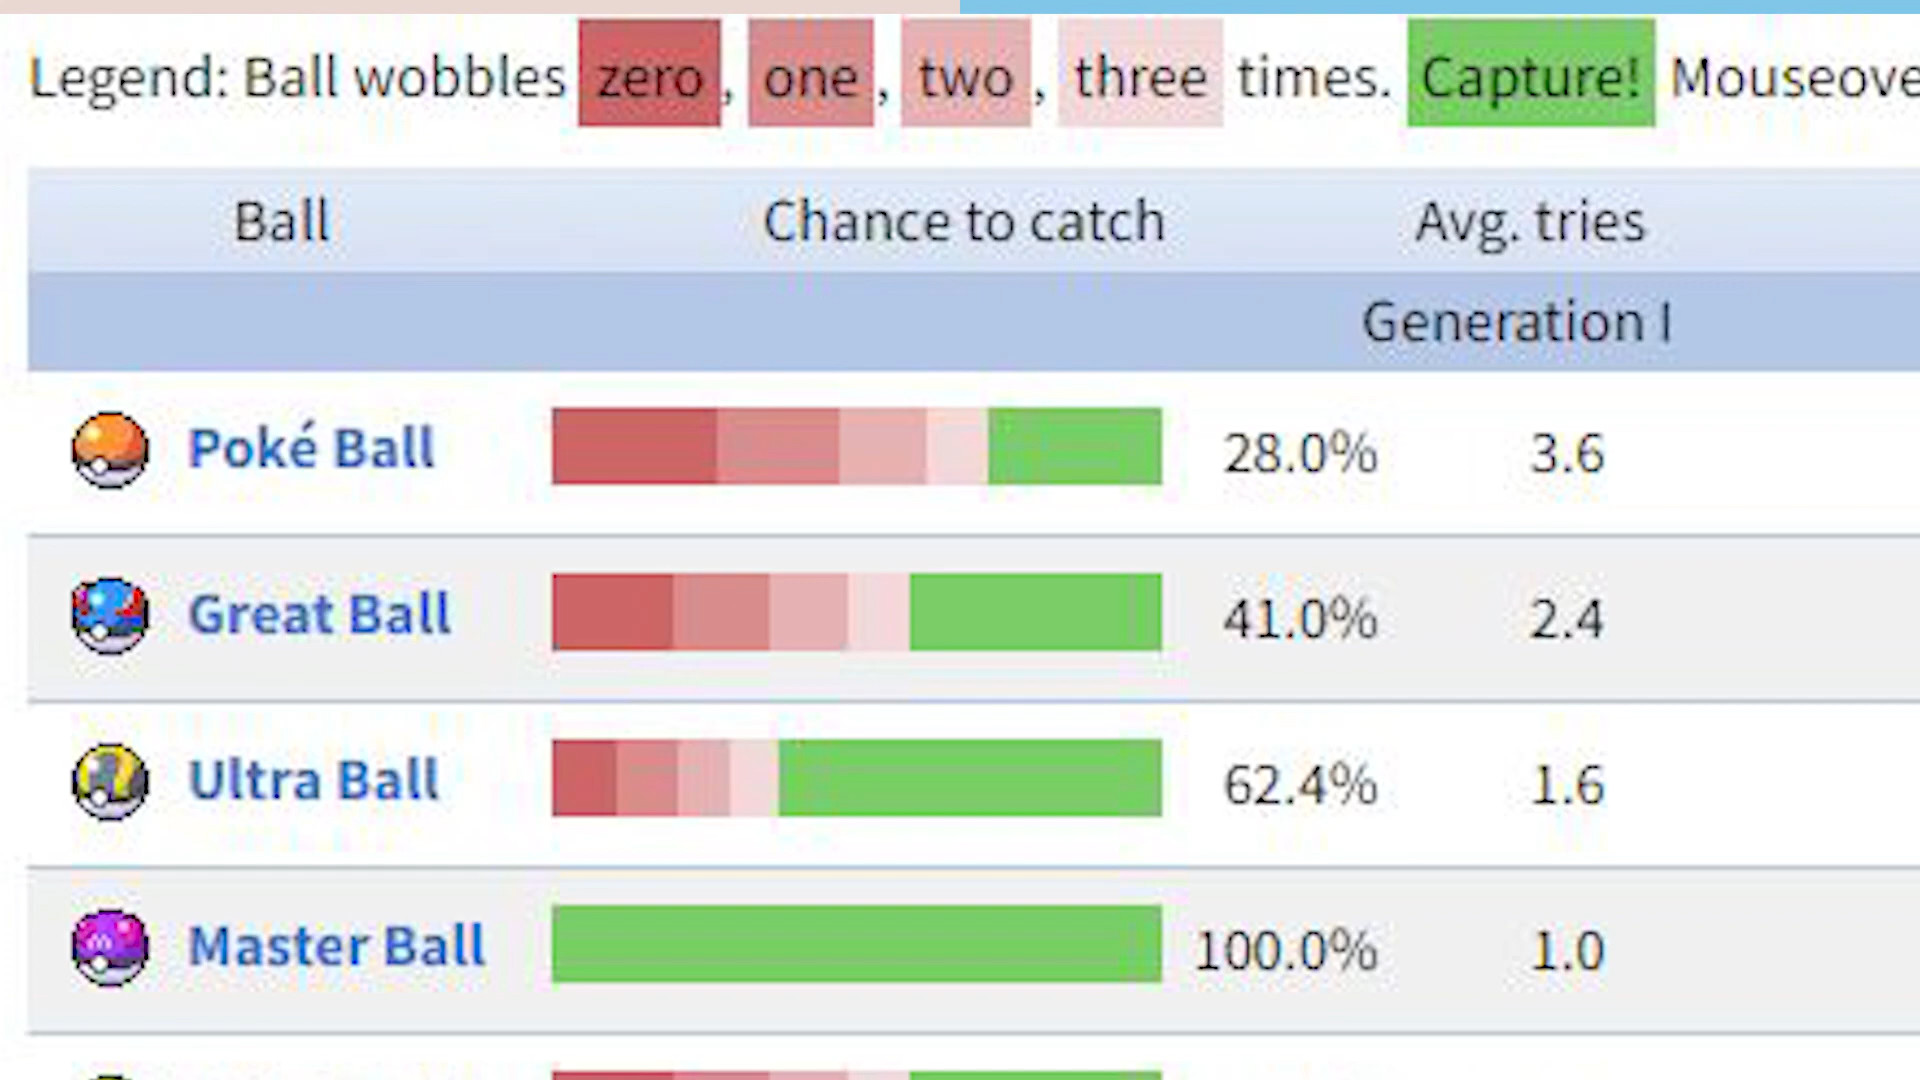 Legend: Ball wobbles zero, one, two, three times. Capture! Mouseove
Ball Chance to catch Avg. tries
Generation I
Poké Ball 28.0% 3.6
Great Ball 41.0% 2.4
Ultra Ball 62.4% 1.6
Master Ball 100.0% 1.0